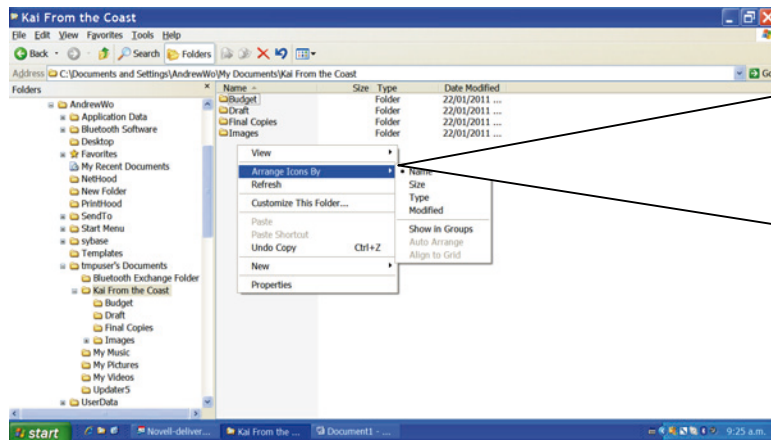 Kai From the Coast
File Edit View Favorites Tools Help
Back Search Folders
Address C:\Documents and Settings\AndrewWo\My Documents\Kai From the Coast Go
Folders × Name Size Type Date Modified
AndrewWo
Application Data
Bluetooth Software
Desktop
Favorites
My Recent Documents
NetHood
New Folder
PrintHood
SendTo
Start Menu
sybase
Templates
tmpuser's Documents
Bluetooth Exchange Folder
Kai From the Coast
Budget
Draft
Final Copies
Images
My Music
My Pictures
My Videos
Updater5
UserData
Budget Folder 22/01/2011 ...
Draft Folder 22/01/2011 ...
Final Copies Folder 22/01/2011 ...
Images Folder 22/01/2011 ...
View
Arrange Icons By
Refresh
Customize This Folder...
Paste
Paste Shortcut
Undo Copy Ctrl+Z
New
Properties
Name
Size
Type
Modified
Show in Groups
Auto Arrange
Align to Grid
start Novell-deliver... Kai From the ... Document1 - ... 9:25 a.m.